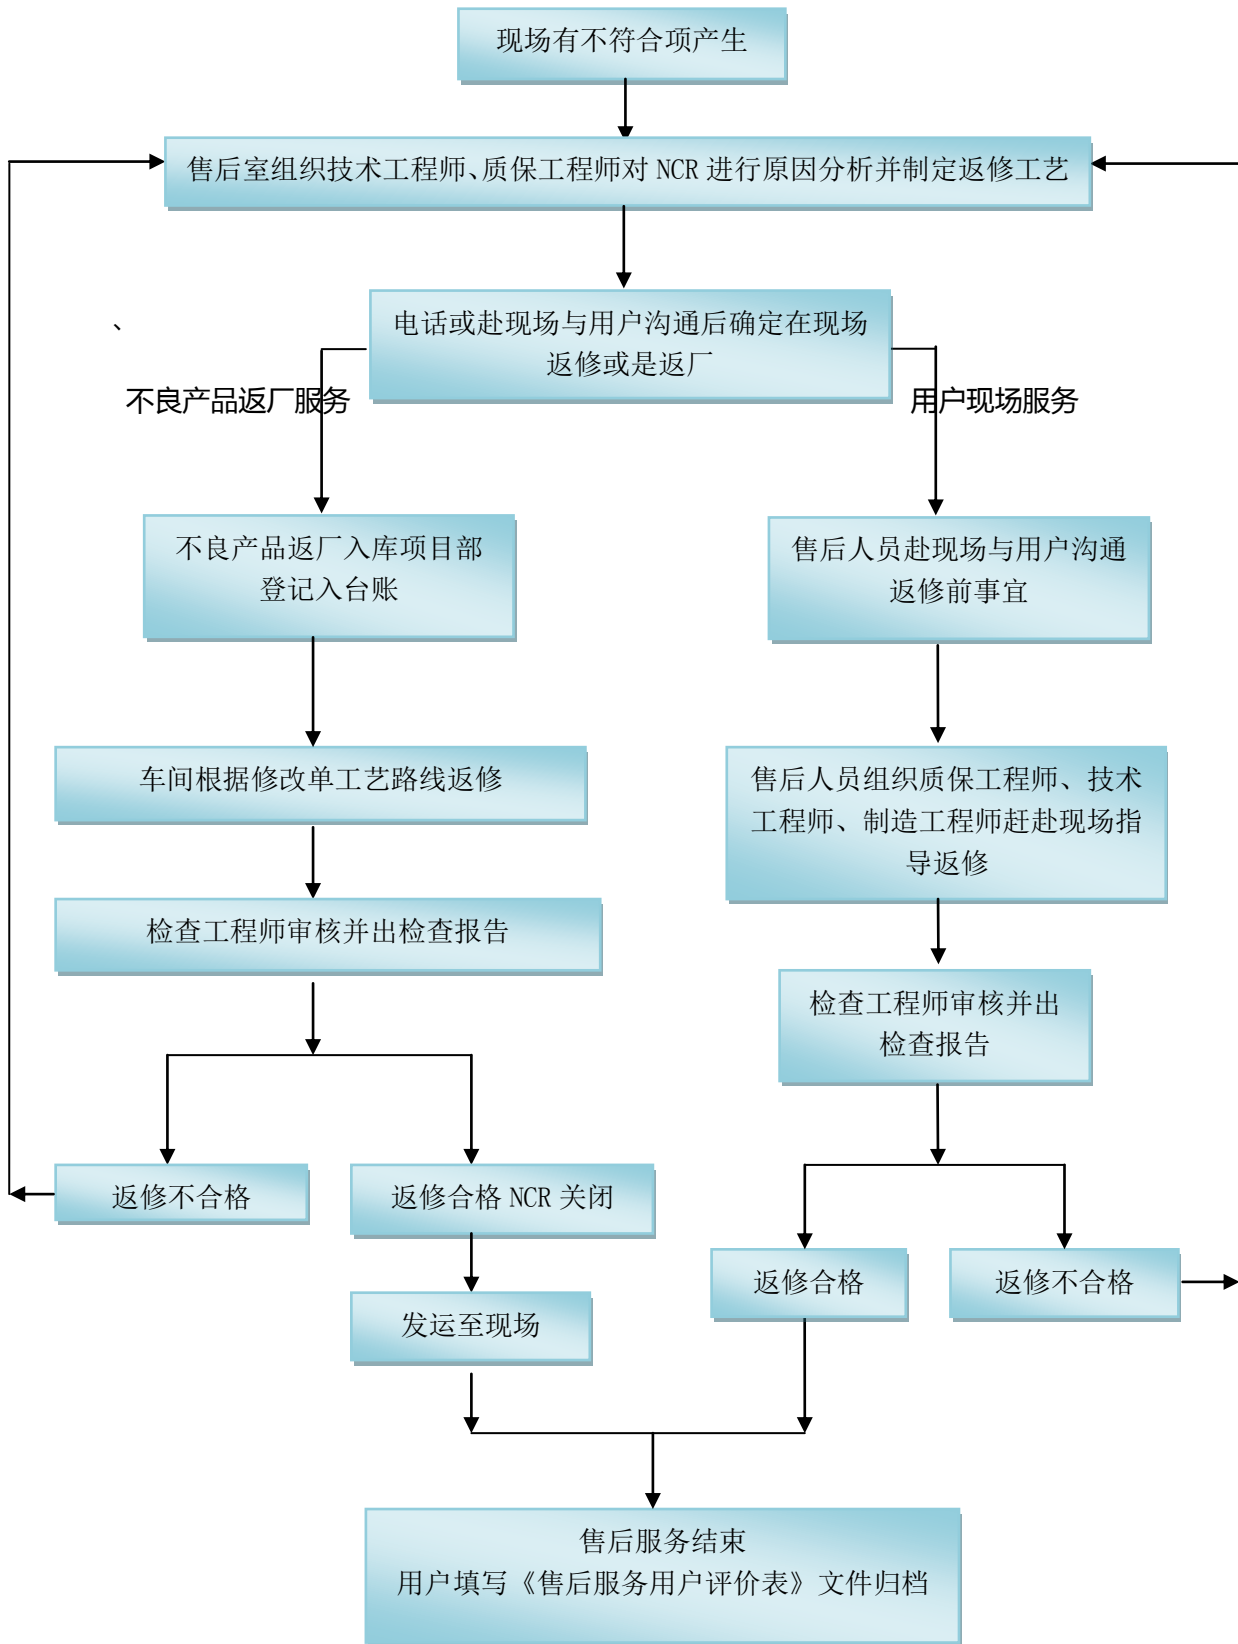 现场有不符合项产生
售后室组织技术工程师、质保工程师对 NCR 进行原因分析并制定返修工艺
电话或赴现场与用户沟通后确定在现场
返修或是返厂
、
不良产品返厂服务
用户现场服务
不良产品返厂入库项目部
登记入台账
售后人员赴现场与用户沟通
返修前事宜
车间根据修改单工艺路线返修
售后人员组织质保工程师、技术
工程师、制造工程师赶赴现场指
导返修
检查工程师审核并出检查报告
检查工程师审核并出
检查报告
返修不合格
返修合格 NCR 关闭
返修合格
返修不合格
发运至现场
售后服务结束
用户填写《售后服务用户评价表》文件归档